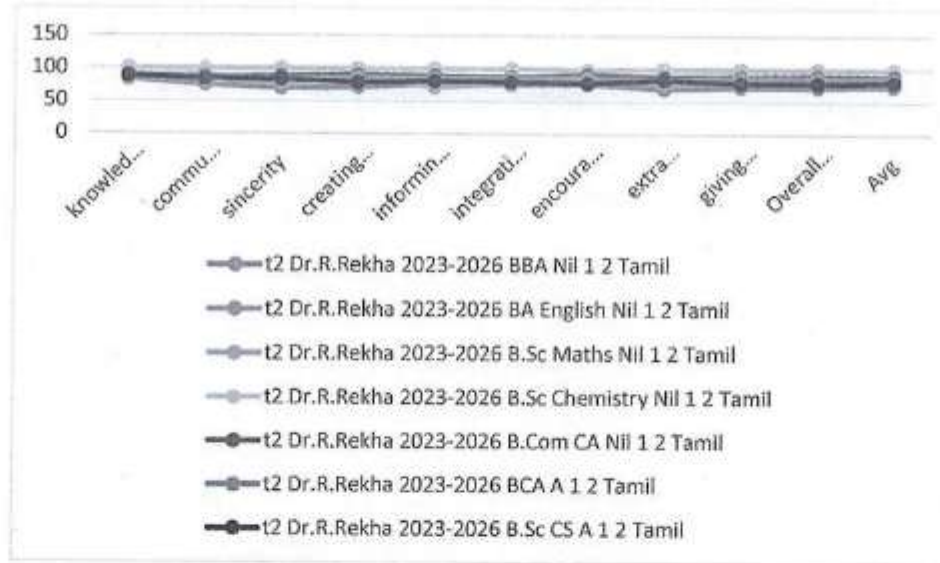 150
100
50
0
knowled...
commu...
sincerity
creating...
informin...
integrati...
encoura...
extra...
giving...
Overall...
Avg
t2 Dr.R.Rekha 2023-2026 BBA Nil 1 2 Tamil
t2 Dr.R.Rekha 2023-2026 BA English Nil 1 2 Tamil
t2 Dr.R.Rekha 2023-2026 B.Sc Maths Nil 1 2 Tamil
t2 Dr.R.Rekha 2023-2026 B.Sc Chemistry Nil 1 2 Tamil
t2 Dr.R.Rekha 2023-2026 B.Com CA Nil 1 2 Tamil
t2 Dr.R.Rekha 2023-2026 BCA A 1 2 Tamil
t2 Dr.R.Rekha 2023-2026 B.Sc CS A 1 2 Tamil